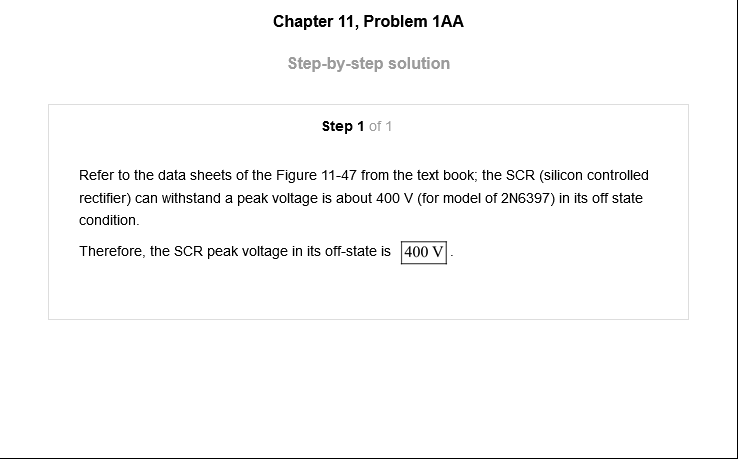 Chapter 11, Problem 1AA
Step-by-step solution
Step 1 of 1
Refer to the data sheets of the Figure 11-47 from the text book; the SCR (silicon controlled
rectifier) can withstand a peak voltage is about 400 V (for model of 2N6397) in its off state
condition.
Therefore, the SCR peak voltage in its off-state is 400 V.